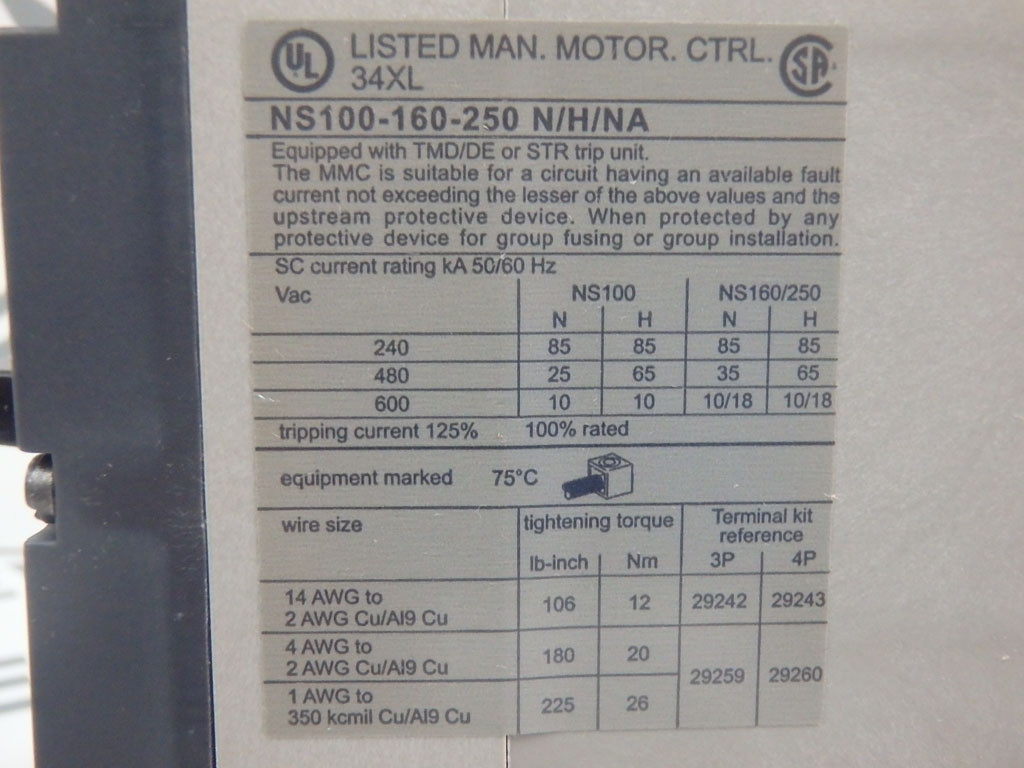 UL LISTED MAN. MOTOR. CTRL. SA
34XL
NS100-160-250 N/H/NA
Equipped with TMD/DE or STR trip unit.
The MMC is suitable for a circuit having an available fault
current not exceeding the lesser of the above values and the
upstream protective device. When protected by any
protective device for group fusing or group installation.
SC current rating kA 50/60 Hz
Vac NS100 NS160/250
N H N H
240 85 85 85 85
480 25 65 35 65
600 10 10 10/18 10/18
tripping current 125% 100% rated
equipment marked 75°C
wire size tightening torque Terminal kit
reference
lb-inch Nm 3P 4P
14 AWG to
2 AWG Cu/Al9 Cu 106 12 29242 29243
4 AWG to
2 AWG Cu/Al9 Cu 180 20 29259 29260
1 AWG to
350 kcmil Cu/Al9 Cu 225 26